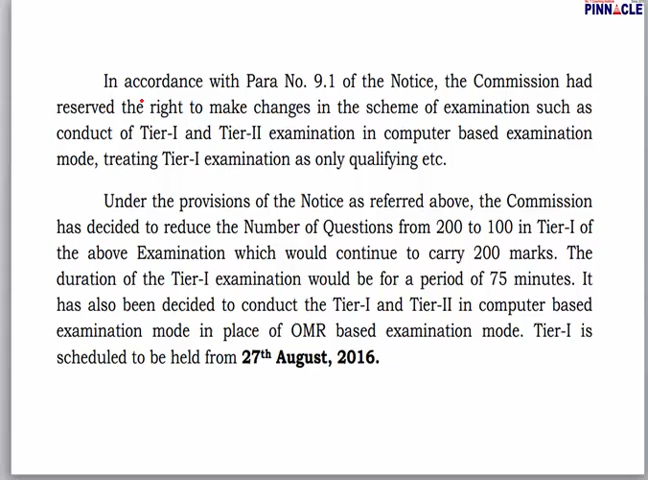 PINNACLE
In accordance with Para No. 9.1 of the Notice, the Commission had
reserved the right to make changes in the scheme of examination such as
conduct of Tier-I and Tier-II examination in computer based examination
mode, treating Tier-I examination as only qualifying etc.
Under the provisions of the Notice as referred above, the Commission
has decided to reduce the Number of Questions from 200 to 100 in Tier-I of
the above Examination which would continue to carry 200 marks. The
duration of the Tier-I examination would be for a period of 75 minutes. It
has also been decided to conduct the Tier-I and Tier-II in computer based
examination mode in place of OMR based examination mode. Tier-I is
scheduled to be held from 27th August, 2016.